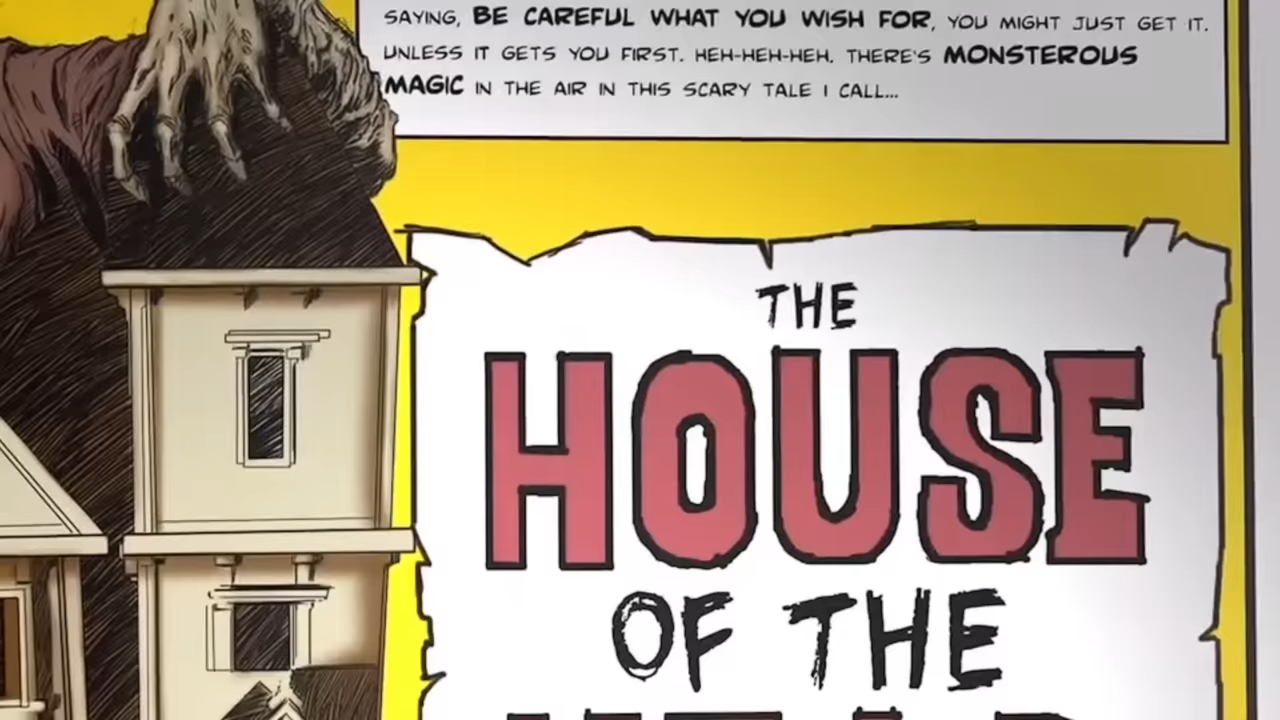 SAYING, BE CAREFUL WHAT YOU WISH FOR, YOU MIGHT JUST GET IT.
UNLESS IT GETS YOU FIRST. HEH-HEH-HEH. THERE'S MONSTEROUS
MAGIC IN THE AIR IN THIS SCARY TALE I CALL...
THE
HOUSE
OF THE